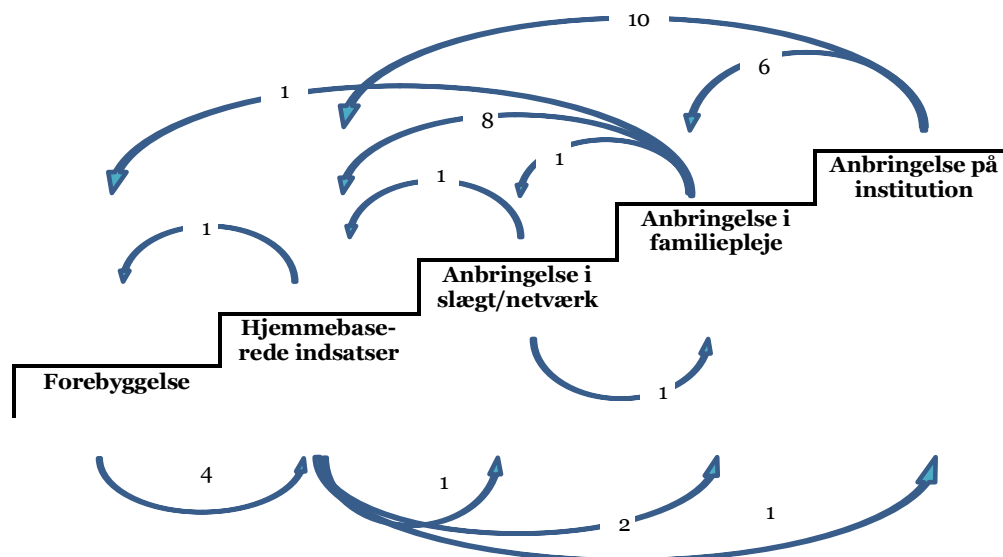 10
6
1
8
1
1
Anbringelse på
institution
1
Anbringelse i
familiepleje
Anbringelse i
slægt/netværk
Hjemmebase-
rede indsatser
Forebyggelse
1
4
1
2
1